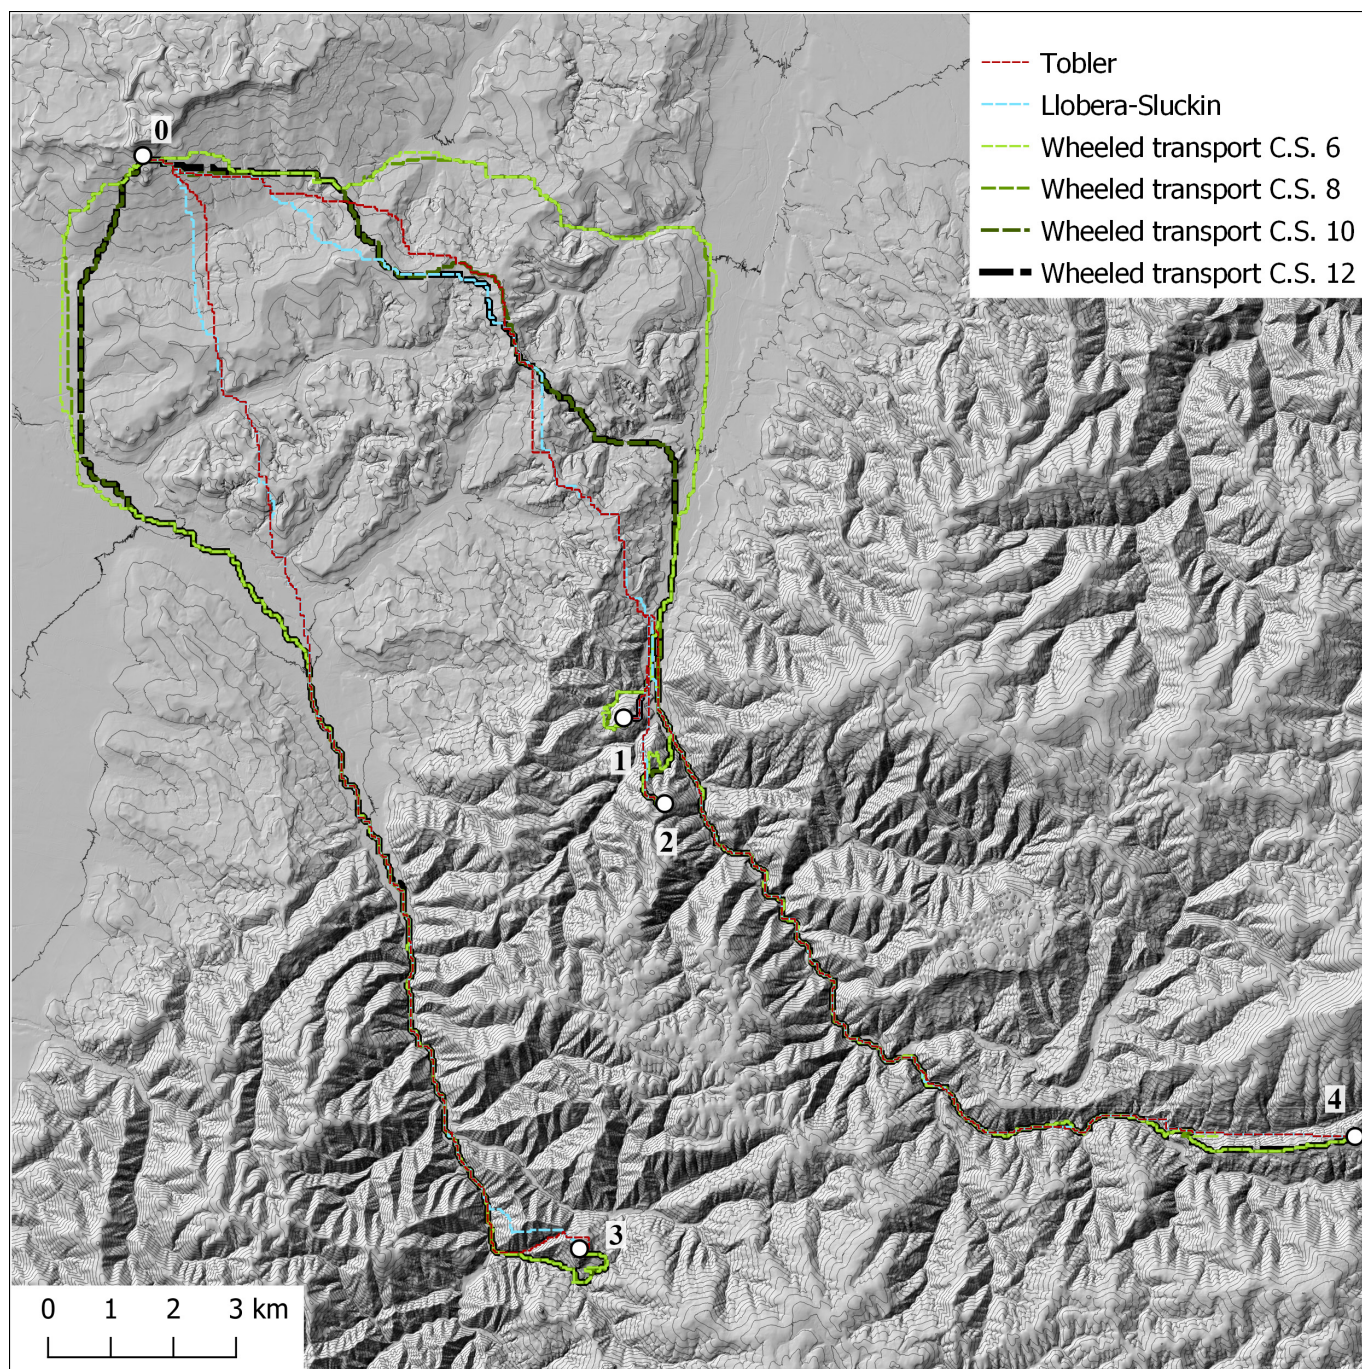 Tobler
Llobera-Sluckin
Wheeled transport C.S. 6
Wheeled transport C.S. 8
Wheeled transport C.S. 10
Wheeled transport C.S. 12
0
1
2
4
3
0 1 2 3 km